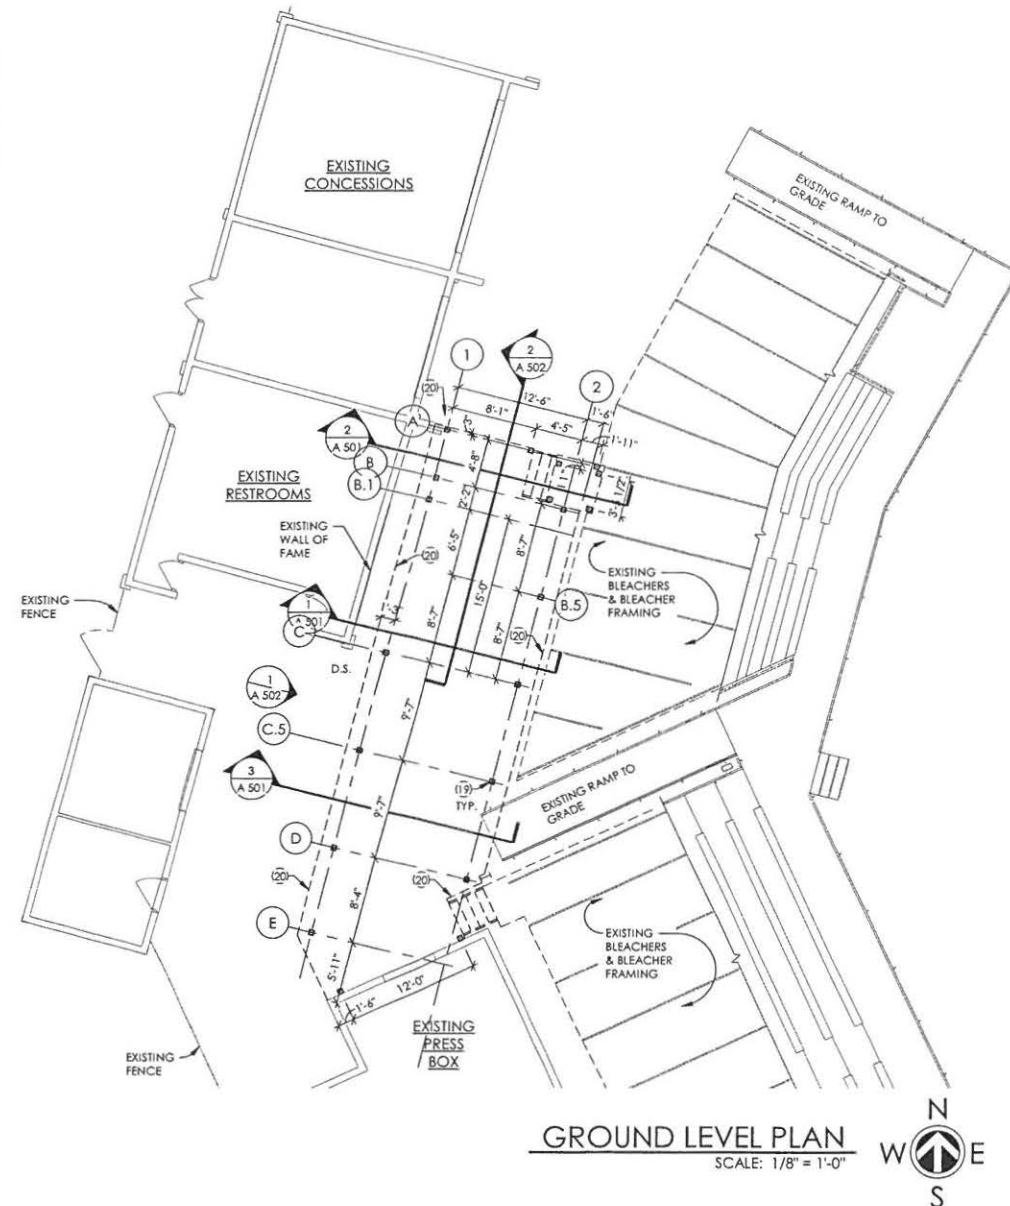 EXISTING
CONCESSIONS
EXISTING RAMP TO
GRADE
1
2
A 502
2
(20)
12'-6"
8'-1"
1'-6"
4'-5"
1'-11"
A
2
A 501
B
B.1
4'-8"
2'-2"
1'-1"
EXISTING
RESTROOMS
EXISTING
WALL OF
FAME
6'-5"
8'-7"
(20)
15'-0"
EXISTING
BLEACHERS
& BLEACHER
FRAMING
B.5
EXISTING
FENCE
1
A 501
C
8'-7"
8'-7"
(20)
D.S.
1
A 502
C.5
9'-7"
3
A 501
(19)
TYP.
EXISTING RAMP TO
GRADE
9'-7"
D
(20)
(20)
8'-4"
E
EXISTING
BLEACHERS
& BLEACHER
FRAMING
5'-11"
12'-0"
1'-6"
EXISTING
PRESS
BOX
EXISTING
FENCE
GROUND LEVEL PLAN
SCALE: 1/8" = 1'-0"
N
W
E
S